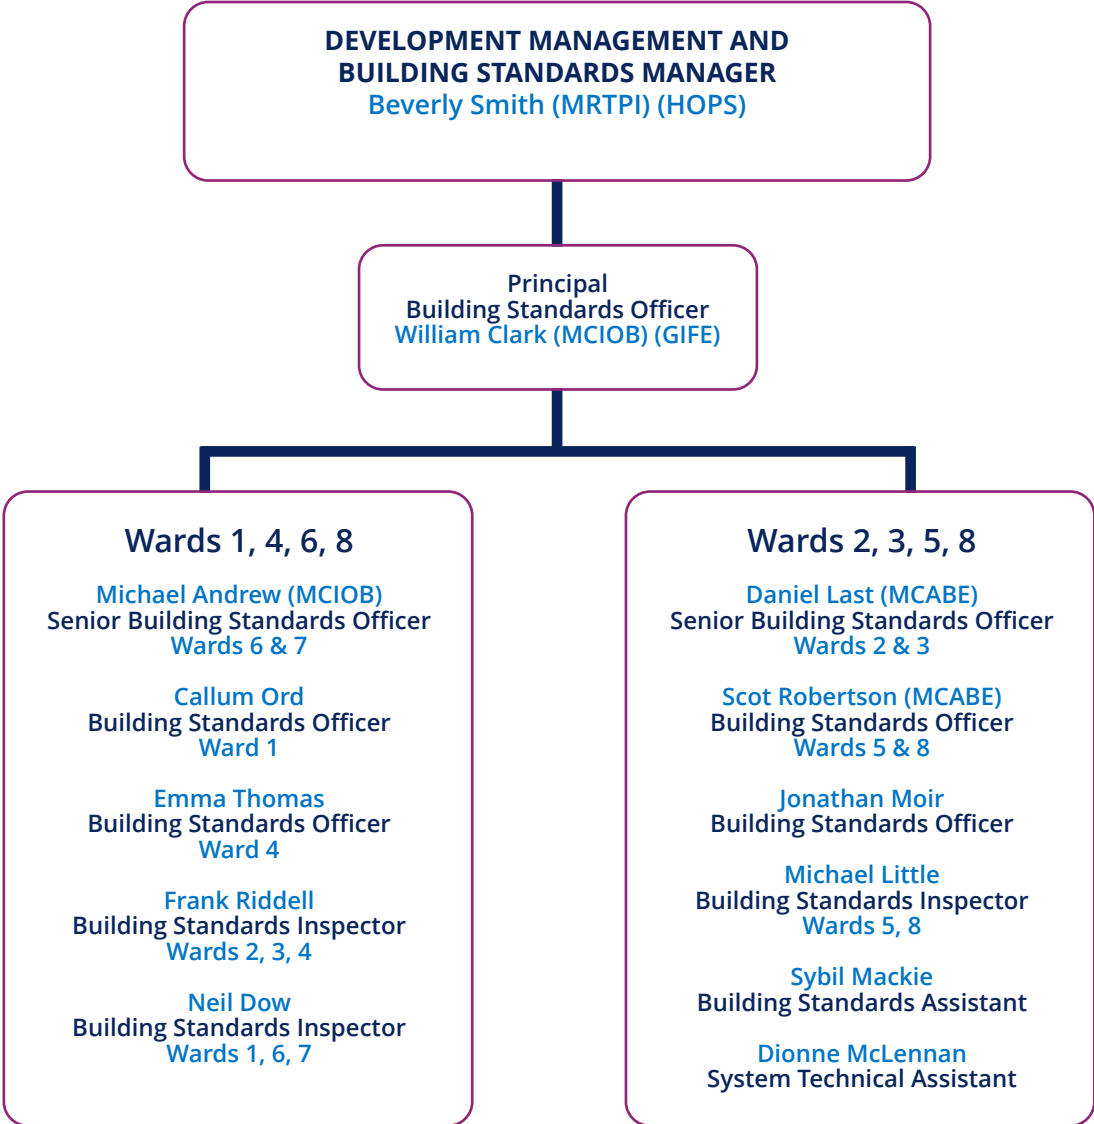 DEVELOPMENT MANAGEMENT AND
BUILDING STANDARDS MANAGER
Beverly Smith (MRTPI) (HOPS)
Principal
Building Standards Officer
William Clark (MCIOB) (GIFE)
Wards 1, 4, 6, 8
Michael Andrew (MCIOB)
Senior Building Standards Officer
Wards 6 & 7
Callum Ord
Building Standards Officer
Ward 1
Emma Thomas
Building Standards Officer
Ward 4
Frank Riddell
Building Standards Inspector
Wards 2, 3, 4
Neil Dow
Building Standards Inspector
Wards 1, 6, 7
Wards 2, 3, 5, 8
Daniel Last (MCABE)
Senior Building Standards Officer
Wards 2 & 3
Scot Robertson (MCABE)
Building Standards Officer
Wards 5 & 8
Jonathan Moir
Building Standards Officer
Michael Little
Building Standards Inspector
Wards 5, 8
Sybil Mackie
Building Standards Assistant
Dionne McLennan
System Technical Assistant